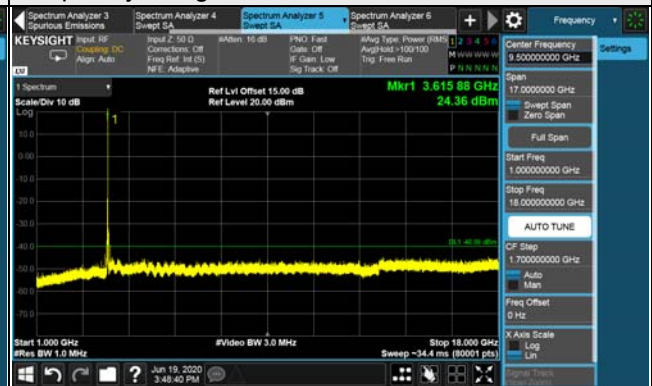 Spectrum Analyzer 3
Spurious Emissions
Spectrum Analyzer 4
Swept SA
Spectrum Analyzer 5
Swept SA
Spectrum Analyzer 6
Swept SA
Frequency
KEYSIGHT
Input: RF
Coupling: DC
Align: Auto
Input Z: 50 Ω
Corrections: Off
Freq Ref: Int (S)
NFE: Adaptive
#Atten: 16 dB
PNO: Fast
Gate: Off
IF Gain: Low
Sig Track: Off
#Avg Type: Power (RMS)
Avg|Hold >100/100
Trig: Free Run
1 2 3 4 5 6
M W W W W W
P N N N N N
LXI
1 Spectrum
Scale/Div 10 dB
Log
Ref Lvl Offset 15.00 dB
Ref Level 20.00 dBm
Mkr1 3.615 88 GHz
24.36 dBm
1
10.0
0.00
-10.0
-20.0
-30.0
-40.0
-50.0
-60.0
-70.0
DL1 -40.00 dBm
Start 1.000 GHz
#Res BW 1.0 MHz
#Video BW 3.0 MHz
Stop 18.000 GHz
Sweep ~34.4 ms (80001 pts)
Jun 19, 2020
3:48:40 PM
Center Frequency
9.500000000 GHz
Settings
Span
17.0000000 GHz
Swept Span
Zero Span
Full Span
Start Freq
1.000000000 GHz
Stop Freq
18.000000000 GHz
AUTO TUNE
CF Step
1.700000000 GHz
Auto
Man
Freq Offset
0 Hz
X Axis Scale
Log
Lin
Signal Track